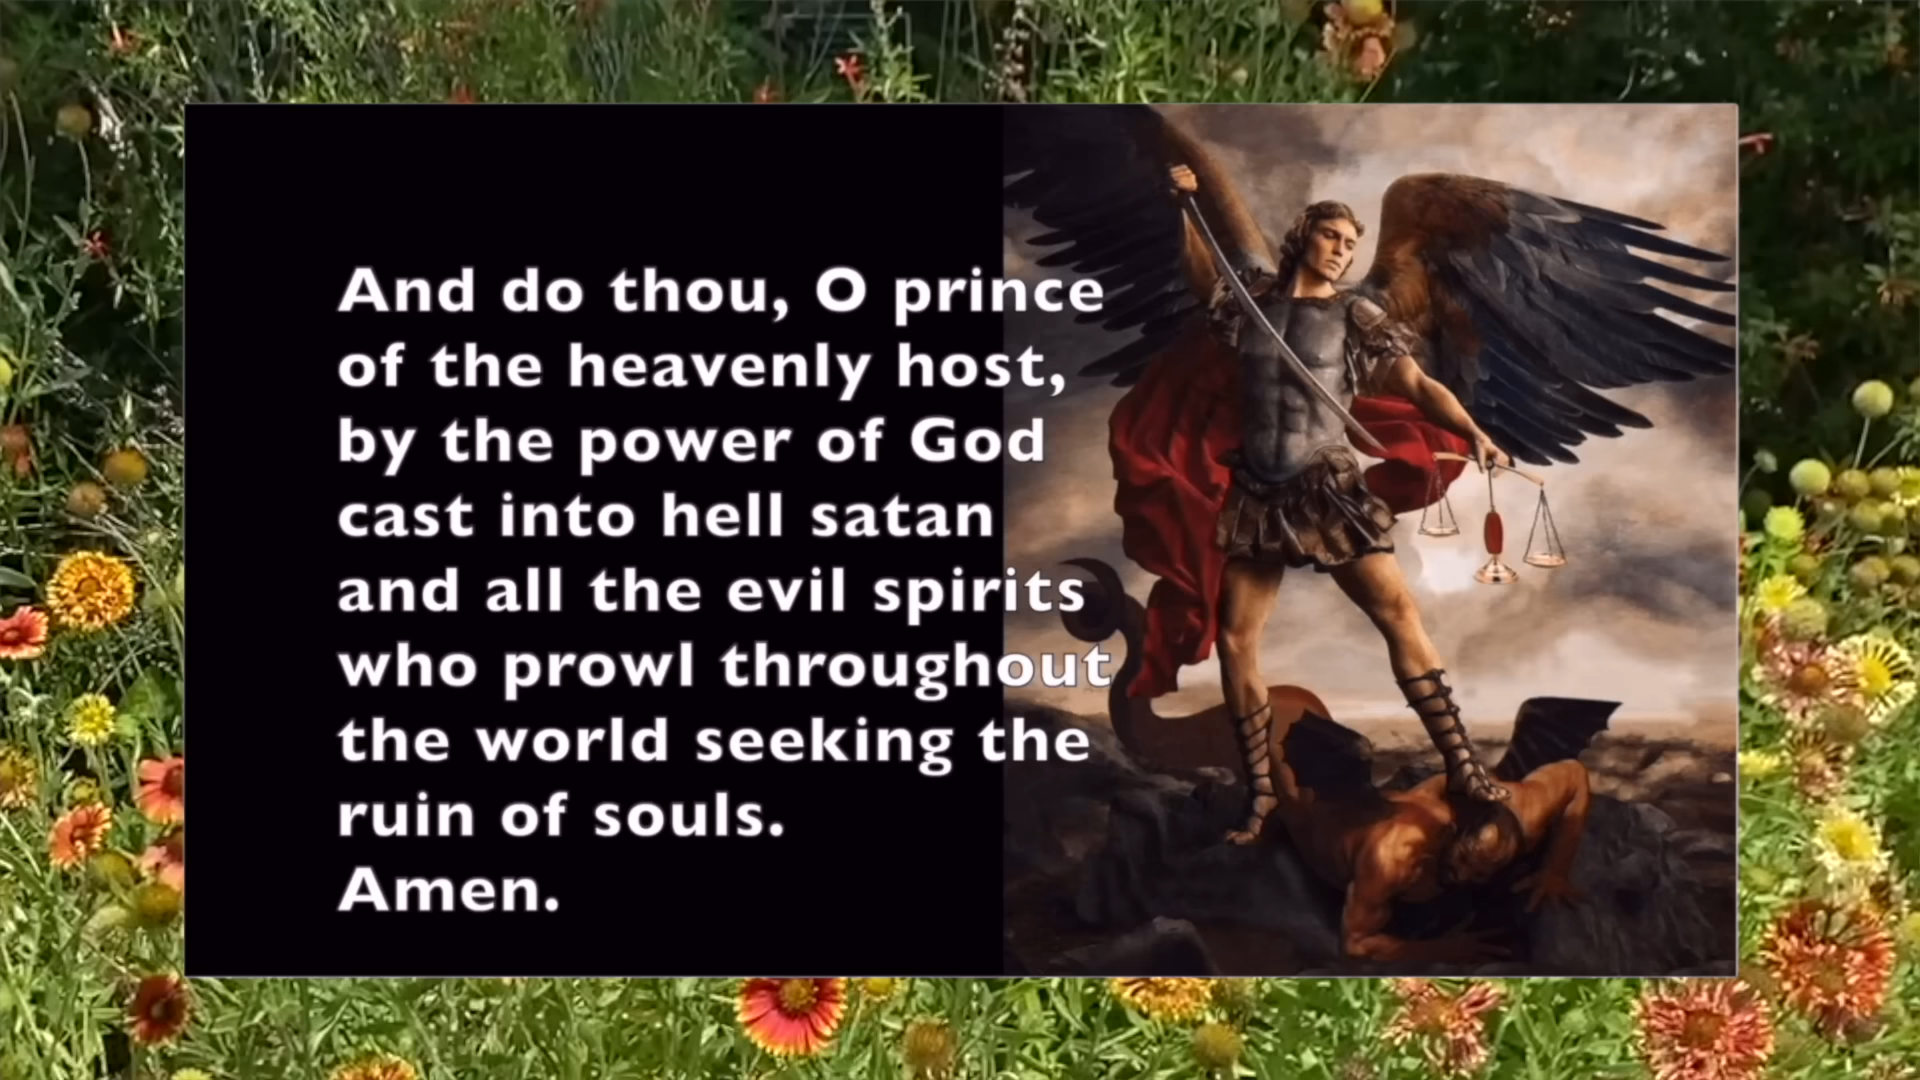 And do thou, O prince
of the heavenly host,
by the power of God
cast into hell satan
and all the evil spirits
who prowl throughout
the world seeking the
ruin of souls.
Amen.